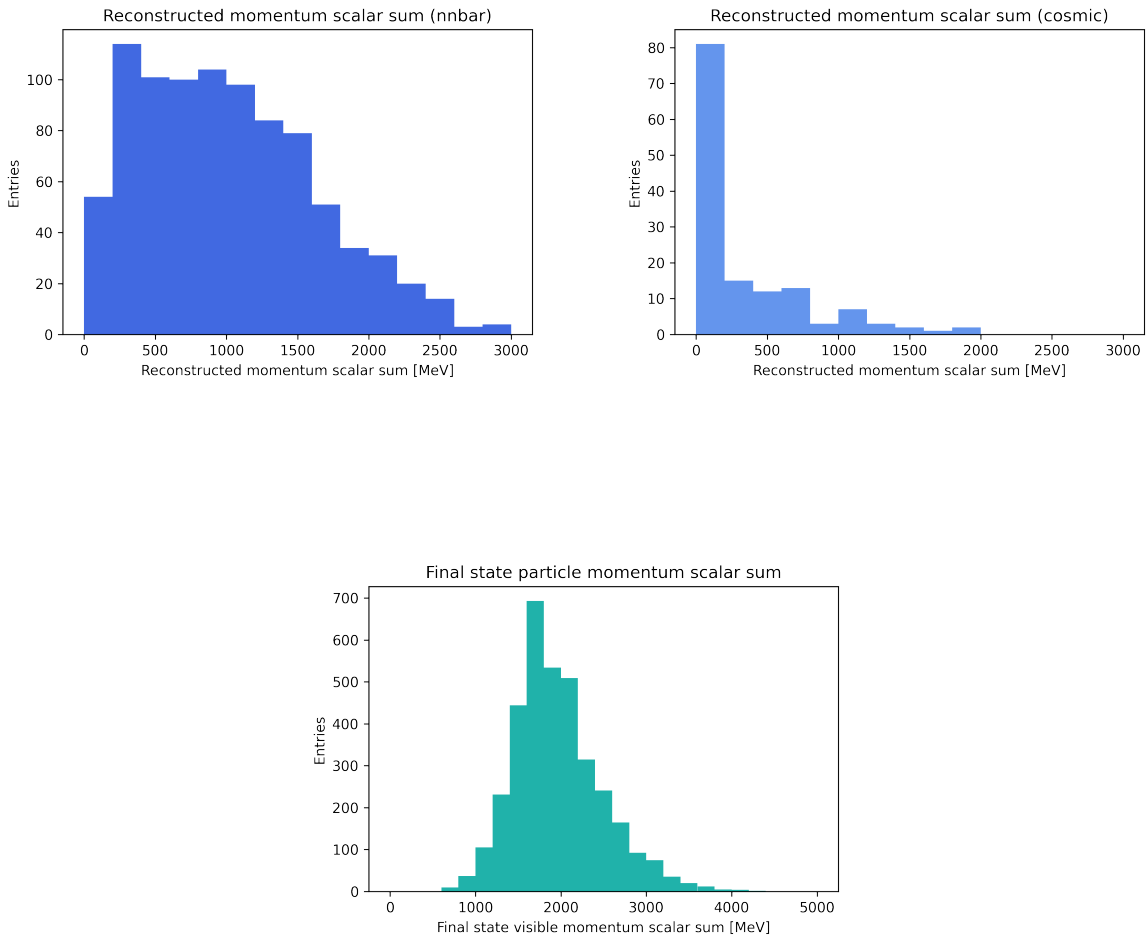 Reconstructed momentum scalar sum (nnbar)
Entries
100
80
60
40
20
0
0 500 1000 1500 2000 2500 3000
Reconstructed momentum scalar sum [MeV]
Reconstructed momentum scalar sum (cosmic)
Entries
80
70
60
50
40
30
20
10
0
0 500 1000 1500 2000 2500 3000
Reconstructed momentum scalar sum [MeV]
Final state particle momentum scalar sum
Entries
700
600
500
400
300
200
100
0
0 1000 2000 3000 4000 5000
Final state visible momentum scalar sum [MeV]